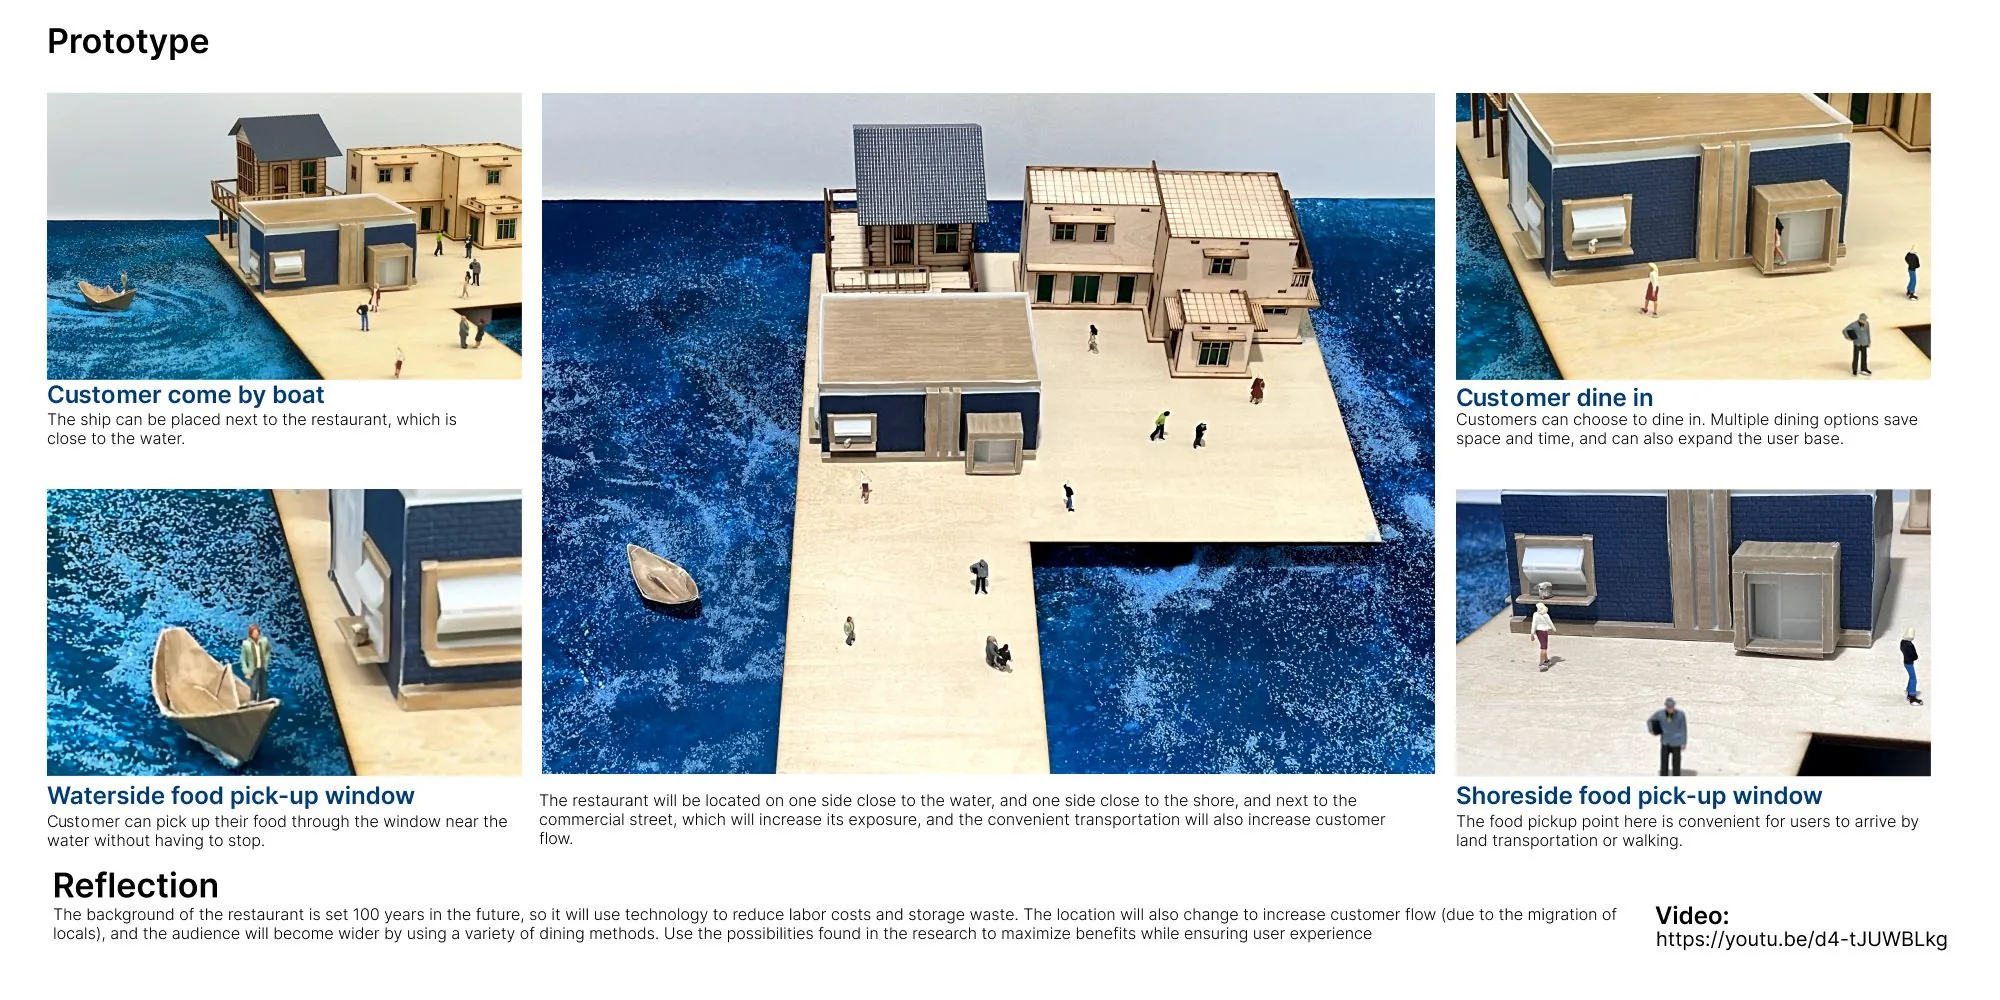 Prototype
Customer come by boat
The ship can be placed next to the restaurant, which is
close to the water.
Customer dine in
Customers can choose to dine in. Multiple dining options save
space and time, and can also expand the user base.
Waterside food pick-up window
Customer can pick up their food through the window near the
water without having to stop.
The restaurant will be located on one side close to the water, and one side close to the shore, and next to the
commercial street, which will increase its exposure, and the convenient transportation will also increase customer
flow.
Shoreside food pick-up window
The food pickup point here is convenient for users to arrive by
land transportation or walking.
Reflection
The background of the restaurant is set 100 years in the future, so it will use technology to reduce labor costs and storage waste. The location will also change to increase customer flow (due to the migration of
locals), and the audience will become wider by using a variety of dining methods. Use the possibilities found in the research to maximize benefits while ensuring user experience
Video:
https://youtu.be/d4-tJUWBLkg